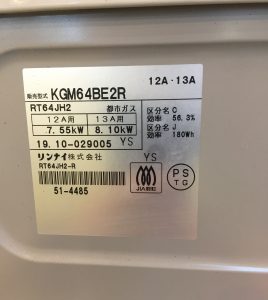 販売型式 KGM64BE2R 12A・13A
RT64JH2 都市ガス
12A用 13A用
7.55kW 8.10kW
区分名 C
効率 56.3%
区分名 J
効率 180Wh
19.10-029005 YS
リンナイ株式会社 YS
RT64JH2-R
51-4485
JIA認証
PS
TG